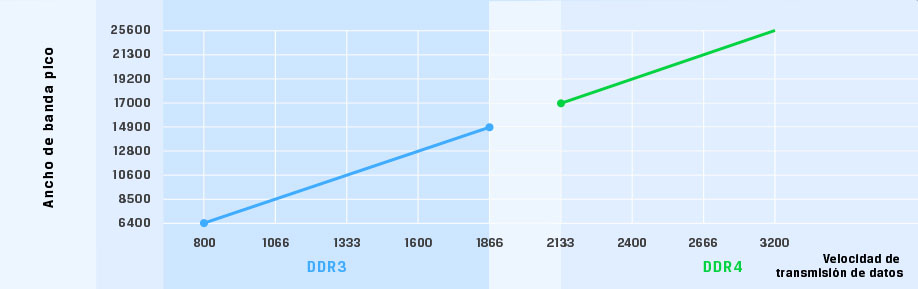 Ancho de banda pico
25600
21300
19200
17000
14900
12800
10600
8500
6400
800 1066 1333 1600 1866 2133 2400 2666 3200
DDR3 DDR4
Velocidad de
transmisión de datos